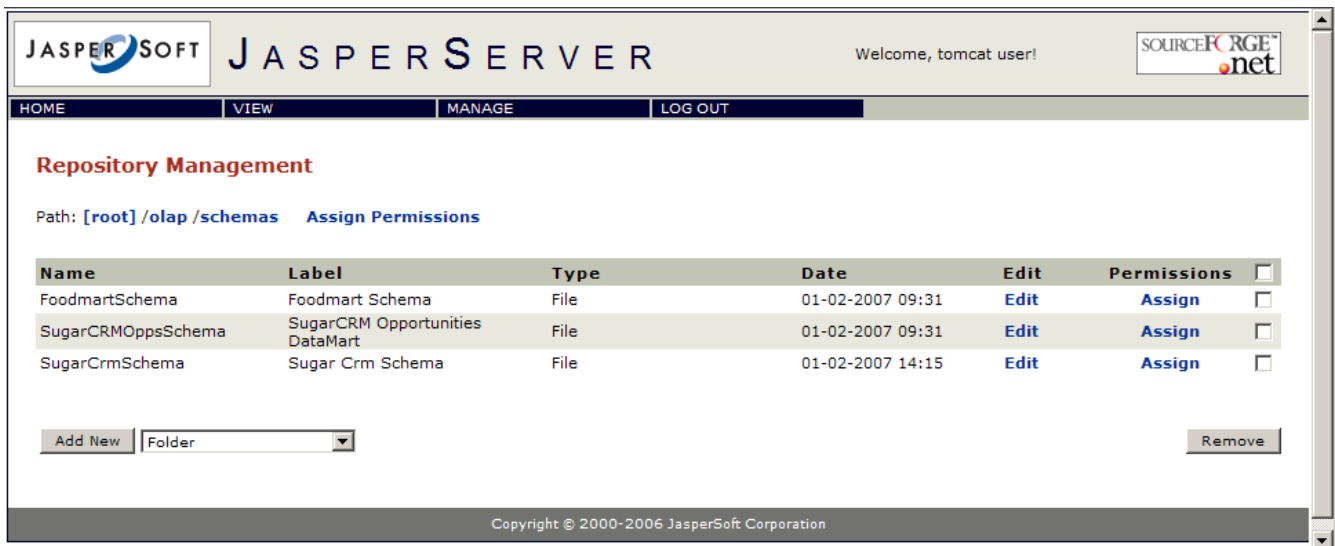 JASPERSOFT JASPERSERVER Welcome, tomcat user! SOURCEFORGE™ .net
HOME VIEW MANAGE LOG OUT
Repository Management
Path: [root] /olap /schemas Assign Permissions
Name Label Type Date Edit Permissions
FoodmartSchema Foodmart Schema File 01-02-2007 09:31 Edit Assign
SugarCRMOppsSchema SugarCRM Opportunities DataMart File 01-02-2007 09:31 Edit Assign
SugarCrmSchema Sugar Crm Schema File 01-02-2007 14:15 Edit Assign
Add New Folder Remove
Copyright © 2000-2006 JasperSoft Corporation